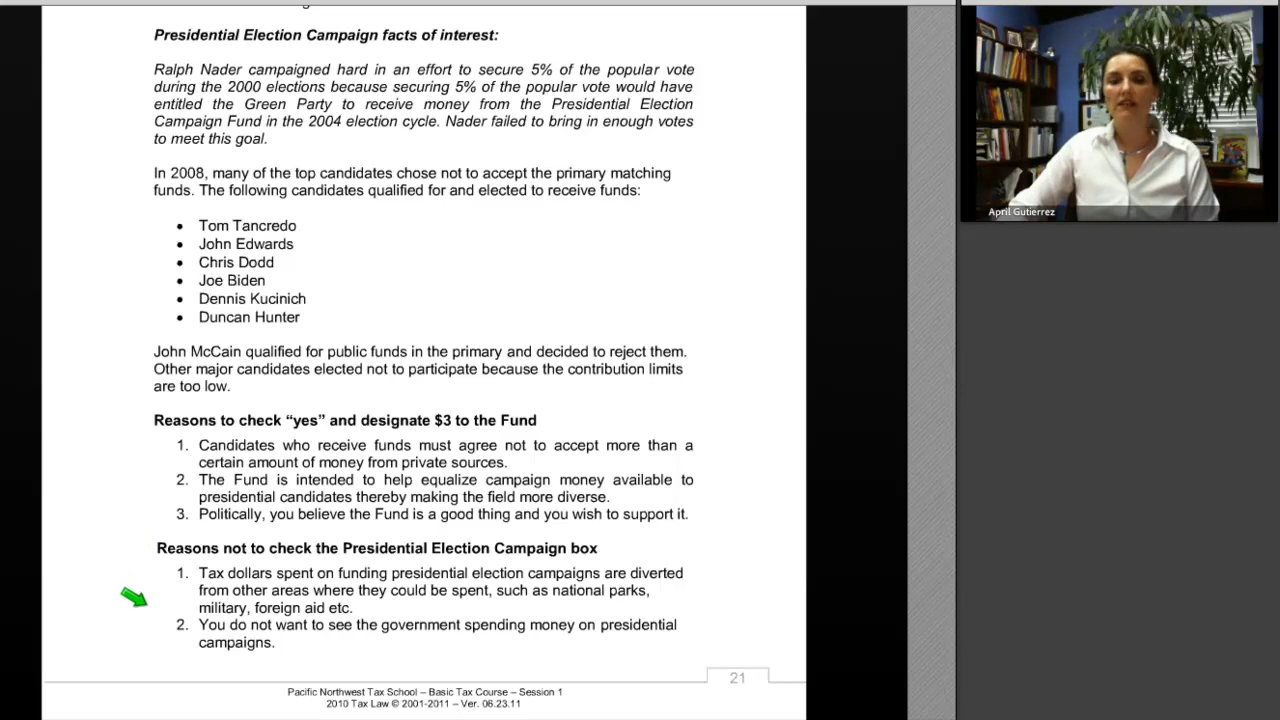 Presidential Election Campaign facts of interest:
Ralph Nader campaigned hard in an effort to secure 5% of the popular vote
during the 2000 elections because securing 5% of the popular vote would have
entitled the Green Party to receive money from the Presidential Election
Campaign Fund in the 2004 election cycle. Nader failed to bring in enough votes
to meet this goal.
In 2008, many of the top candidates chose not to accept the primary matching
funds. The following candidates qualified for and elected to receive funds:
• Tom Tancredo
• John Edwards
• Chris Dodd
• Joe Biden
• Dennis Kucinich
• Duncan Hunter
John McCain qualified for public funds in the primary and decided to reject them.
Other major candidates elected not to participate because the contribution limits
are too low.
Reasons to check “yes” and designate $3 to the Fund
1. Candidates who receive funds must agree not to accept more than a
certain amount of money from private sources.
2. The Fund is intended to help equalize campaign money available to
presidential candidates thereby making the field more diverse.
3. Politically, you believe the Fund is a good thing and you wish to support it.
Reasons not to check the Presidential Election Campaign box
1. Tax dollars spent on funding presidential election campaigns are diverted
from other areas where they could be spent, such as national parks,
military, foreign aid etc.
2. You do not want to see the government spending money on presidential
campaigns.
21
Pacific Northwest Tax School – Basic Tax Course – Session 1
2010 Tax Law © 2001-2011 – Ver. 06.23.11
April Gutierrez